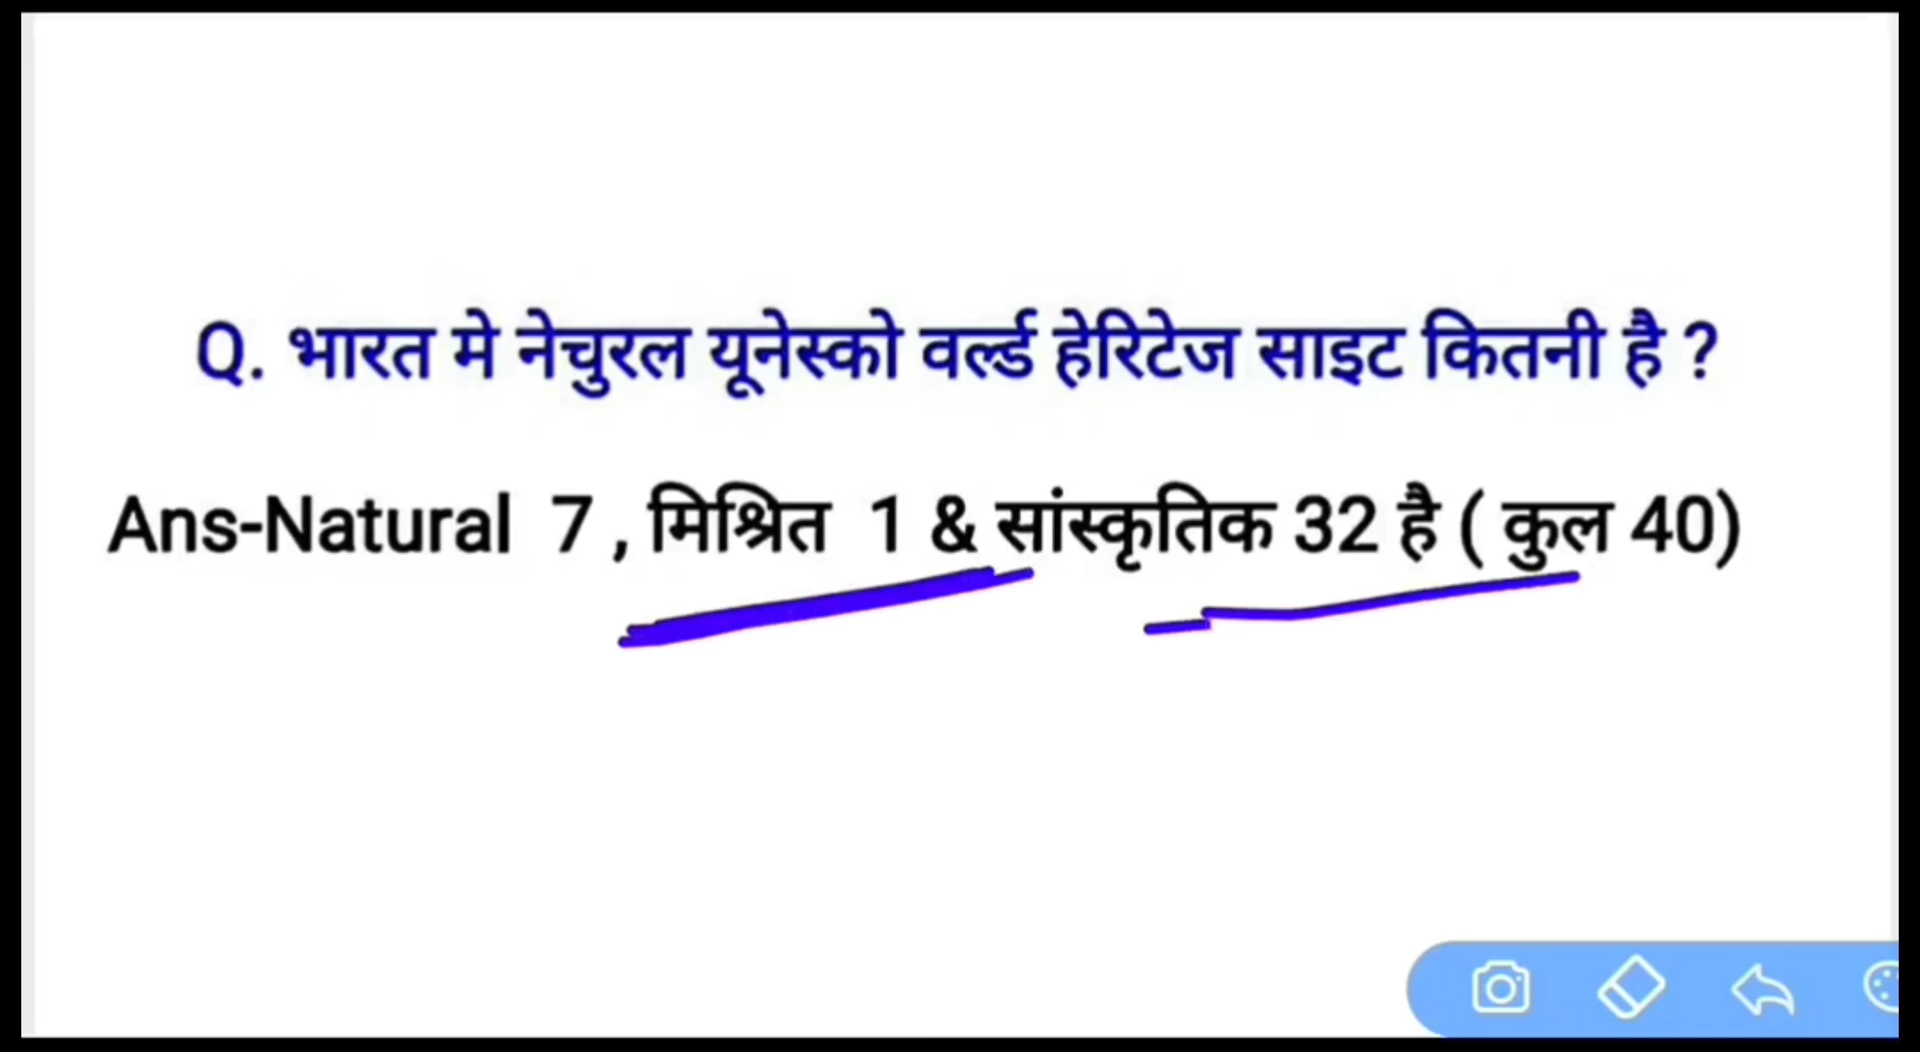 Q. भारत मे नेचुरल यूनेस्को वर्ल्ड हेरिटेज साइट कितनी है ?
Ans-Natural 7 , मिश्रित 1 & सांस्कृतिक 32 है ( कुल 40)